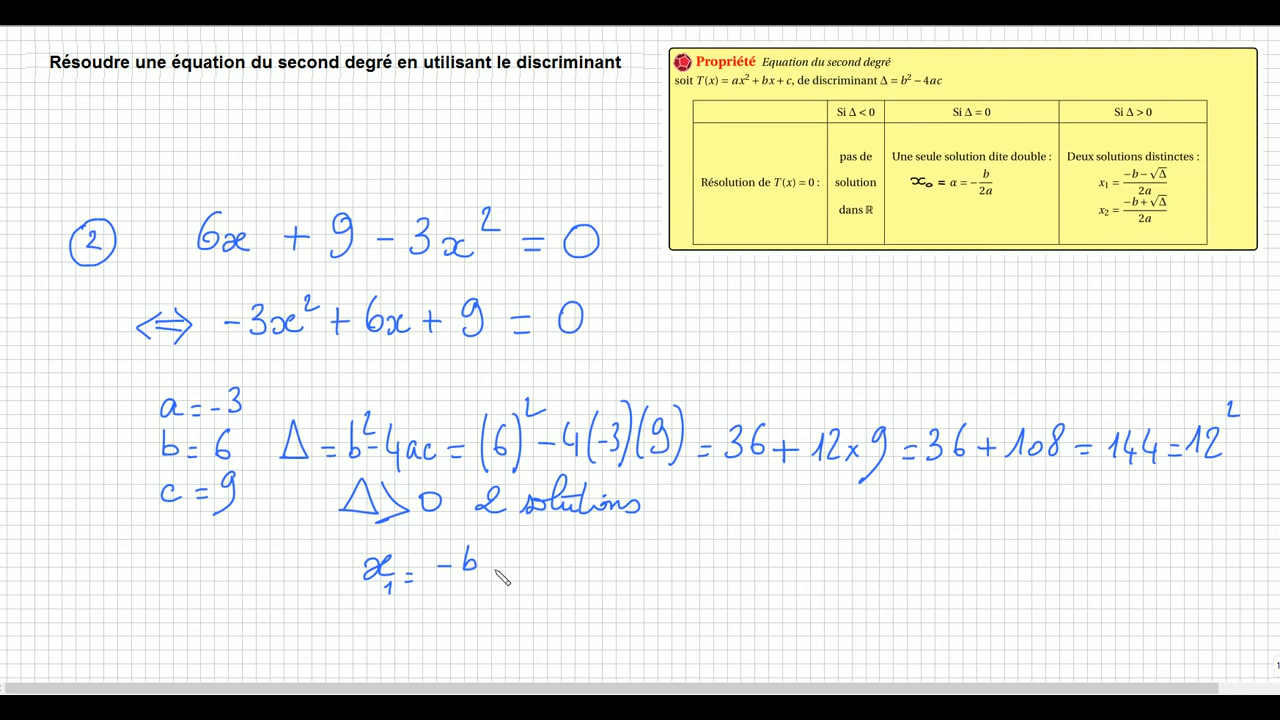 Résoudre une équation du second degré en utilisant le discriminant
Propriété Equation du second degré
soit T(x) = ax² + bx + c, de discriminant Δ = b² − 4ac
Si Δ < 0 Si Δ = 0 Si Δ > 0
Résolution de T(x) = 0 :
pas de solution dans ℝ
Une seule solution dite double :
x₀ = α = − b/2a
Deux solutions distinctes :
x₁ = (−b − √Δ)/2a
x₂ = (−b + √Δ)/2a
② 6x + 9 − 3x² = 0
⟺ −3x² + 6x + 9 = 0
a = −3
b = 6
c = 9
Δ = b² − 4ac = (6)² − 4(−3)(9) = 36 + 12 × 9 = 36 + 108 = 144 = 12²
Δ > 0 2 solutions
x₁ = − b
1